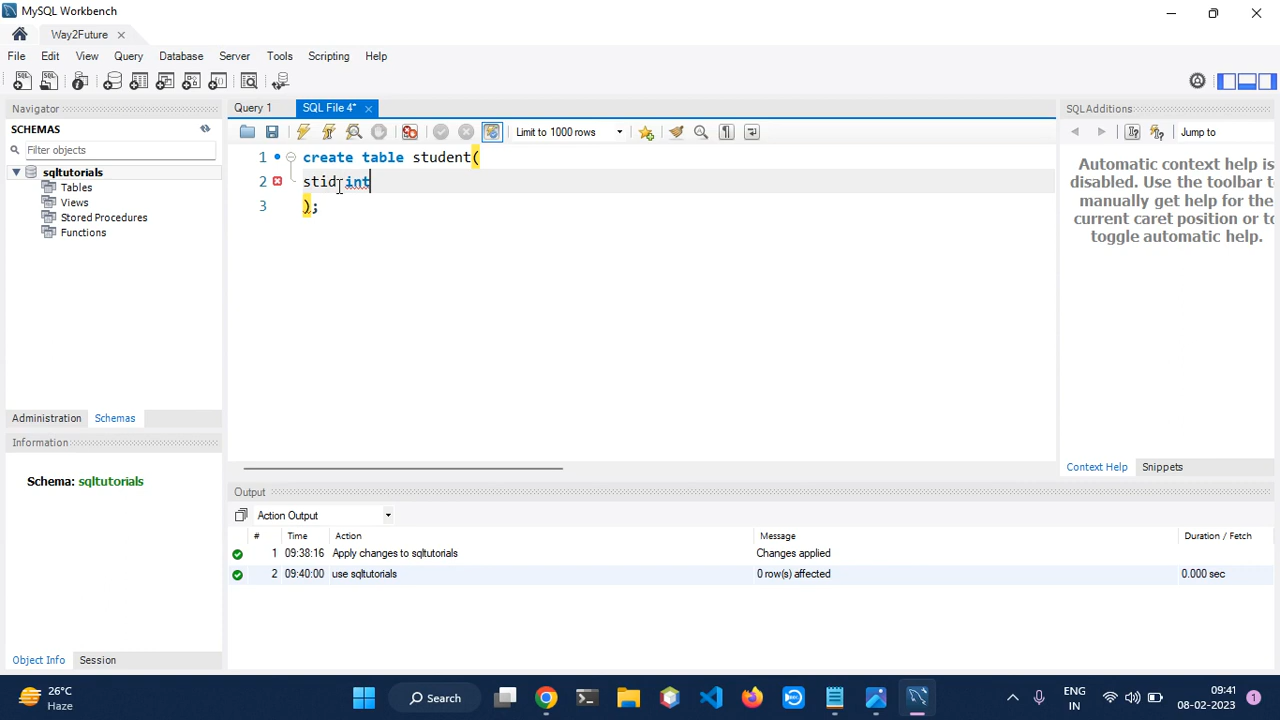 MySQL Workbench
Way2Future
File Edit View Query Database Server Tools Scripting Help
Navigator
SCHEMAS
Filter objects
sqltutorials
Tables
Views
Stored Procedures
Functions
Administration Schemas
Information
Schema: sqltutorials
Object Info Session
Query 1 SQL File 4*
Limit to 1000 rows
1 create table student(
2 stid int
3 );
SQLAdditions
Jump to
Automatic context help is
disabled. Use the toolbar t
manually get help for the
current caret position or to
toggle automatic help.
Context Help Snippets
Output
Action Output
# Time Action Message Duration / Fetch
1 09:38:16 Apply changes to sqltutorials Changes applied
2 09:40:00 use sqltutorials 0 row(s) affected 0.000 sec
26°C
Haze
Search
ENG
IN
09:41
08-02-2023
1